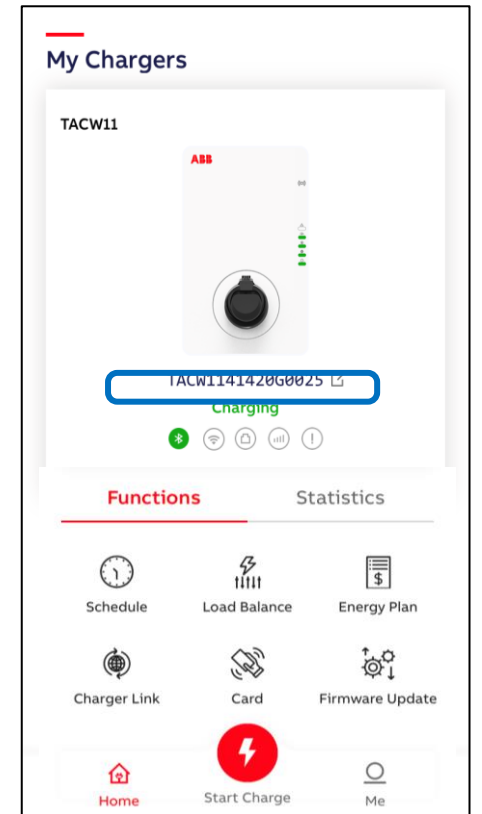 My Chargers
TACW11
ABB
TACW1141420G0025
Charging
Functions Statistics
Schedule Load Balance Energy Plan
Charger Link Card Firmware Update
Home Start Charge Me